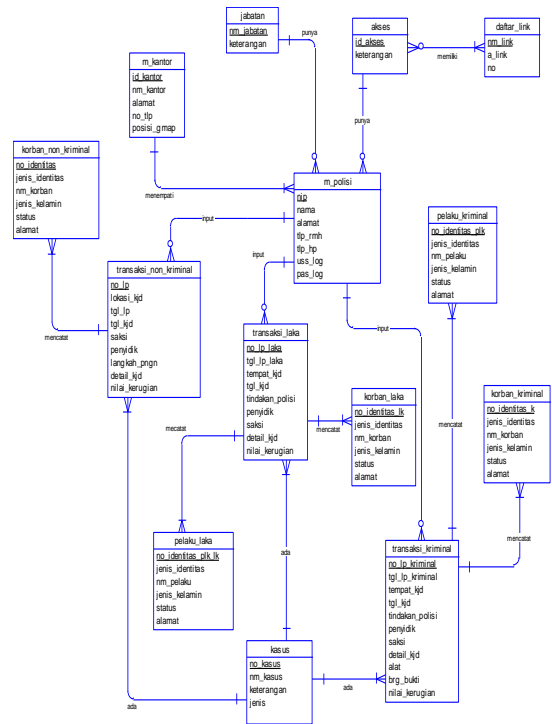 jabatan
nm_jabatan
keterangan
akses
id_akses
keterangan
daftar_link
nm_link
a_link
no
memilki
punya
punya
m_kantor
id_kantor
nm_kantor
alamat
no_tlp
posisi_gmap
menempati
korban_non_kriminal
no_identitas
jenis_identitas
nm_korban
jenis_kelamin
status
alamat
m_polisi
nip
nama
alamat
tlp_rmh
tlp_hp
uss_log
pas_log
input
input
input
pelaku_kriminal
no_identitas_plk
jenis_identitas
nm_pelaku
jenis_kelamin
status
alamat
transaksi_non_kriminal
no_lp
lokasi_kjd
tgl_lp
tgl_kjd
saksi
penyidik
langkah_pngn
detail_kjd
nilai_kerugian
mencatat
transaksi_laka
no_lp_laka
tgl_lp_laka
tempat_kjd
tgl_kjd
tindakan_polisi
penyidik
saksi
detail_kjd
nilai_kerugian
korban_laka
no_identitas_lk
jenis_identitas
nm_korban
jenis_kelamin
status
alamat
mencatat
korban_kriminal
no_identitas_k
jenis_identitas
nm_korban
jenis_kelamin
status
alamat
mencatat
mencatat
mecatat
pelaku_laka
no_identitas_plk_lk
jenis_identitas
nm_pelaku
jenis_kelamin
status
alamat
ada
transaksi_kriminal
no_lp_kriminal
tgl_lp_kriminal
tempat_kjd
tgl_kjd
tindakan_polisi
penyidik
saksi
detail_kjd
alat
brg_bukti
nilai_kerugian
kasus
no_kasus
nm_kasus
keterangan
jenis
ada
ada